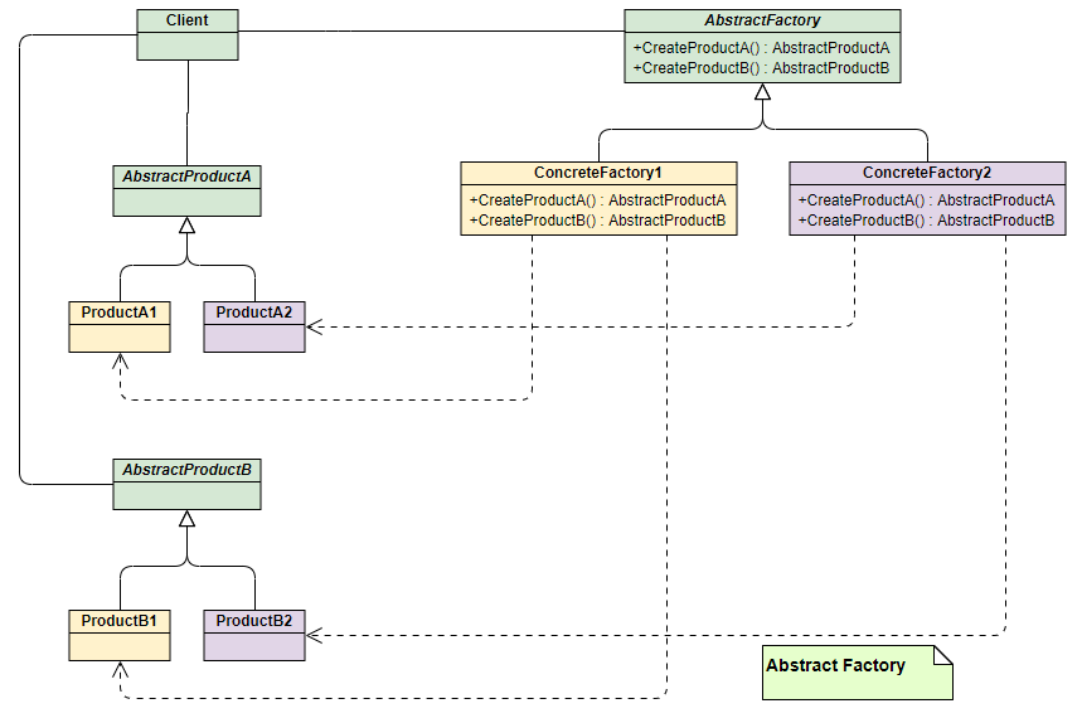 Client
AbstractFactory
+CreateProductA() : AbstractProductA
+CreateProductB() : AbstractProductB
AbstractProductA
ConcreteFactory1
+CreateProductA() : AbstractProductA
+CreateProductB() : AbstractProductB
ConcreteFactory2
+CreateProductA() : AbstractProductA
+CreateProductB() : AbstractProductB
ProductA1
ProductA2
AbstractProductB
ProductB1
ProductB2
Abstract Factory